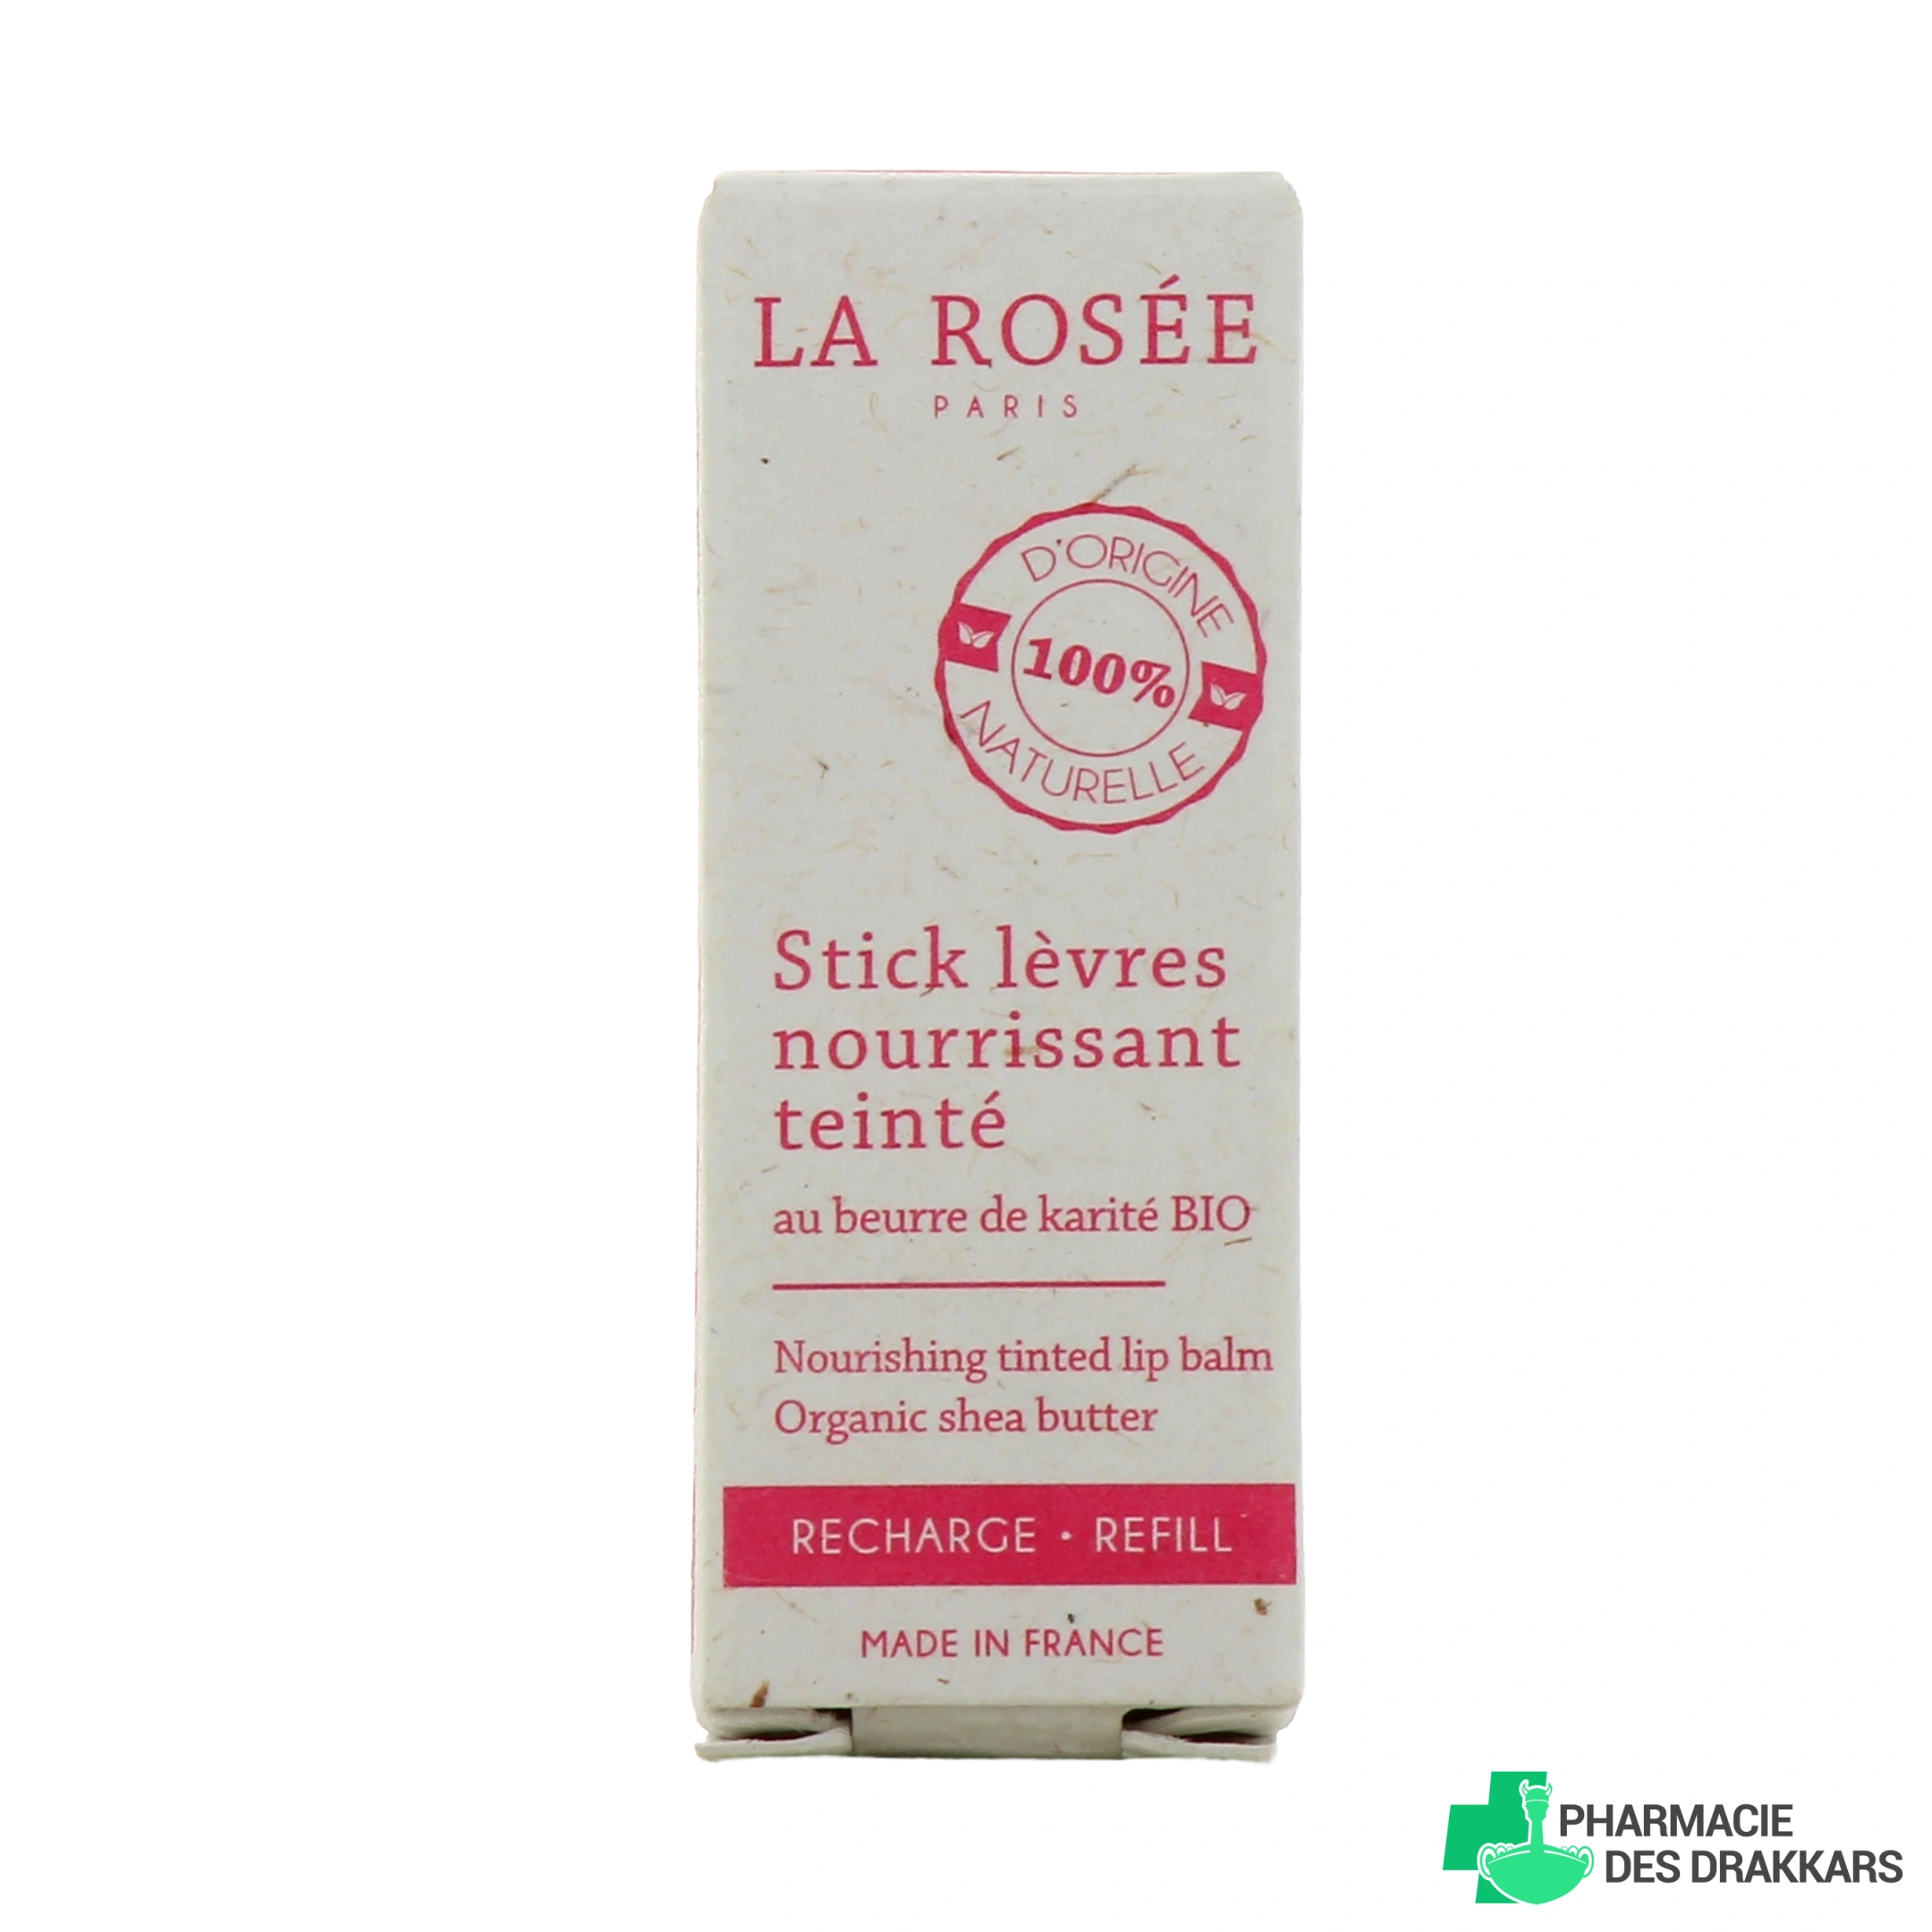 LA ROSÉE
PARIS
D'ORIGINE
100%
NATURELLE
Stick lèvres
nourrissant
teinté
au beurre de karité BIO
Nourishing tinted lip balm
Organic shea butter
RECHARGE • REFILL
MADE IN FRANCE
PHARMACIE
DES DRAKKARS